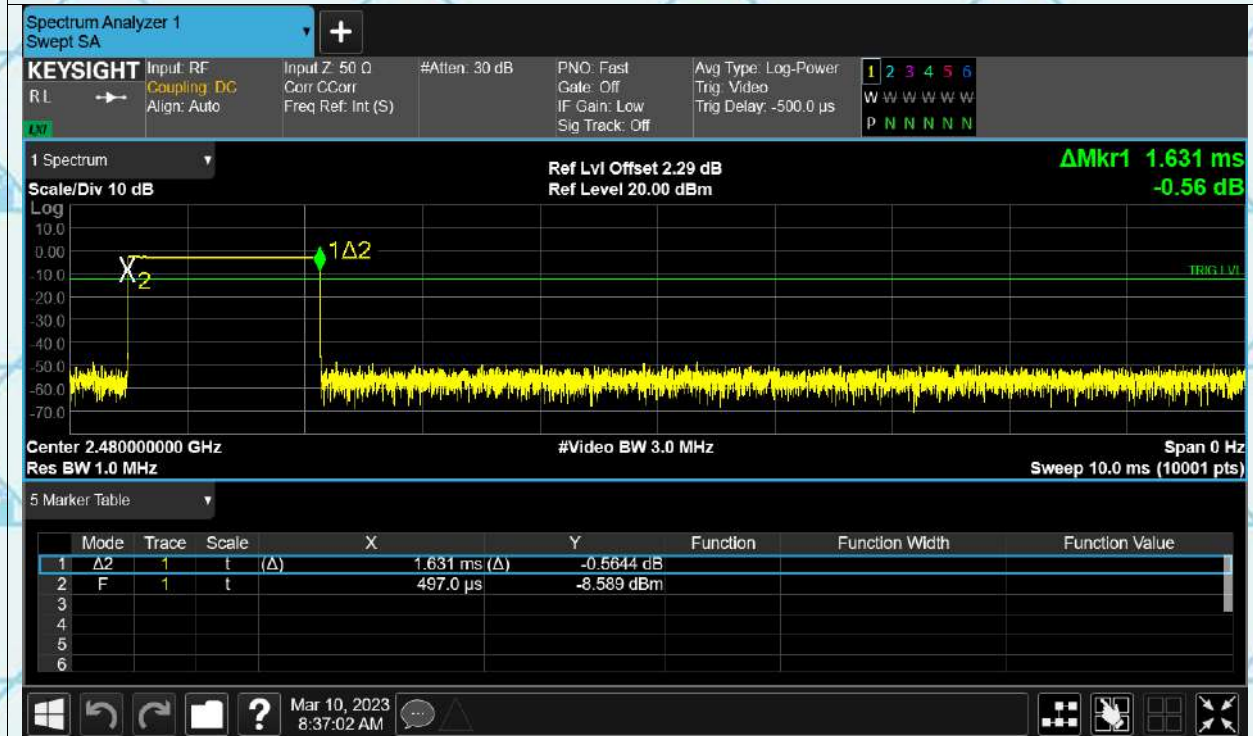 Spectrum Analyzer 1
Swept SA
+
KEYSIGHT
RL
LXI
Input: RF
Coupling: DC
Align: Auto
Input Z: 50 Ω
Corr CCorr
Freq Ref: Int (S)
#Atten: 30 dB
PNO: Fast
Gate: Off
IF Gain: Low
Sig Track: Off
Avg Type: Log-Power
Trig: Video
Trig Delay: -500.0 µs
1 2 3 4 5 6
W W W W W W
P N N N N N
1 Spectrum
Scale/Div 10 dB
Ref Lvl Offset 2.29 dB
Ref Level 20.00 dBm
ΔMkr1 1.631 ms
-0.56 dB
Log
10.0
0.00
-10.0
-20.0
-30.0
-40.0
-50.0
-60.0
-70.0
X2
1Δ2
TRIG LVL
Center 2.480000000 GHz
Res BW 1.0 MHz
#Video BW 3.0 MHz
Span 0 Hz
Sweep 10.0 ms (10001 pts)
5 Marker Table
Mode Trace Scale X Y Function Function Width Function Value
1 Δ2 1 t (Δ) 1.631 ms (Δ) -0.5644 dB
2 F 1 t 497.0 µs -8.589 dBm
3
4
5
6
?
Mar 10, 2023
8:37:02 AM